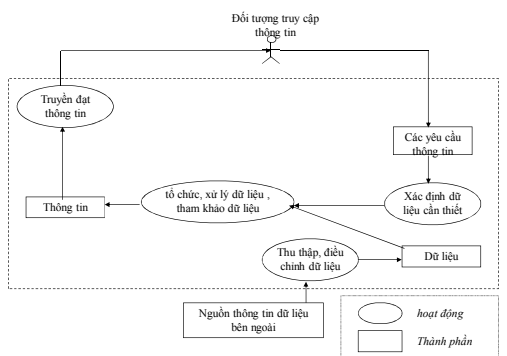 Đối tượng truy cập
thông tin
Truyền đạt
thông tin
Các yêu cầu
thông tin
Thông tin
tổ chức, xử lý dữ liệu ,
tham khảo dữ liệu
Xác định dữ
liệu cần thiết
Thu thập, điều
chỉnh dữ liệu
Dữ liệu
Nguồn thông tin dữ liệu
bên ngoài
hoạt động
Thành phần